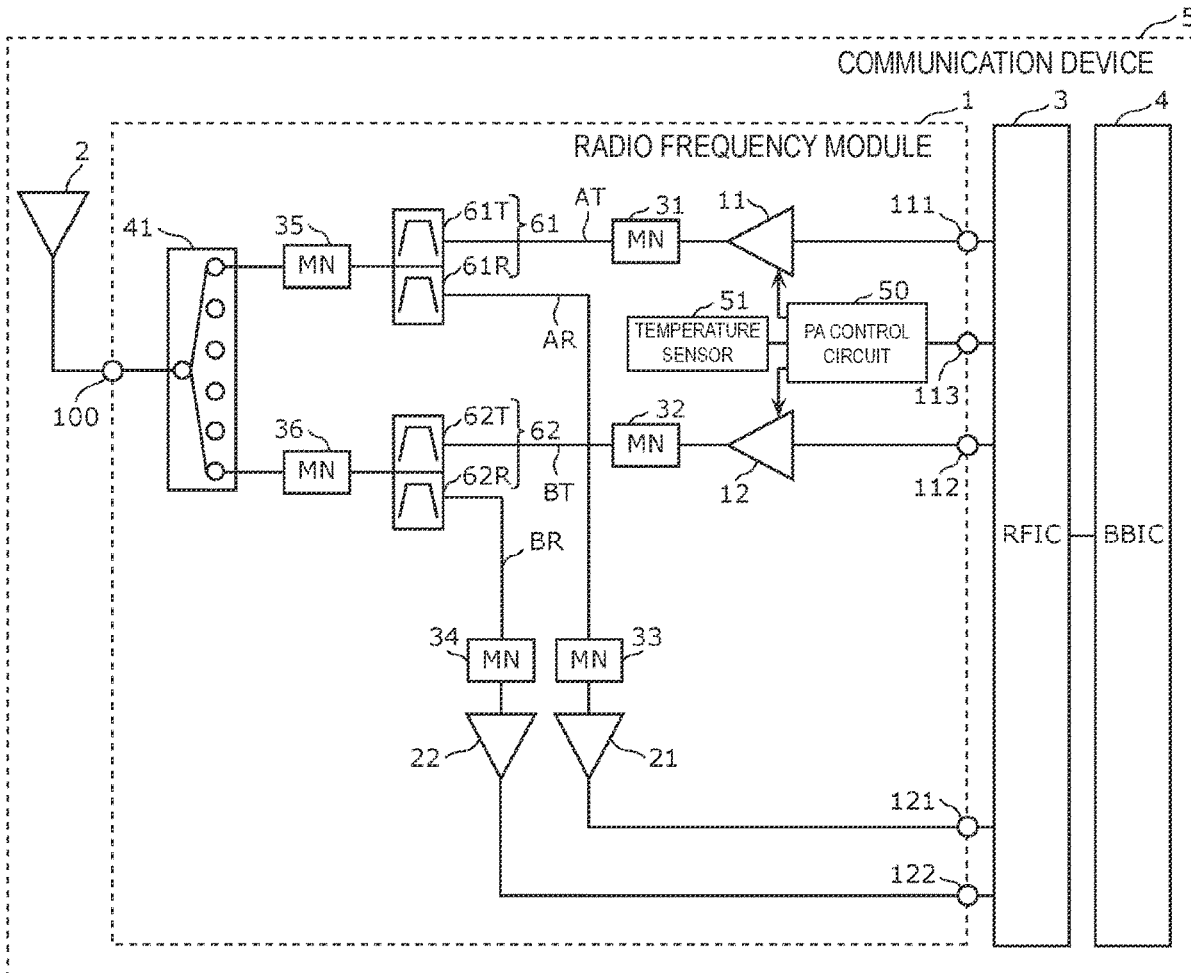 5
COMMUNICATION DEVICE
1
3
4
RADIO FREQUENCY MODULE
2
41
35
MN
61T
61R
61
AT
31
MN
11
111
AR
51
TEMPERATURE
SENSOR
50
PA CONTROL
CIRCUIT
113
100
36
MN
62T
62R
62
BT
32
MN
12
112
BR
RFIC
BBIC
34
MN
33
MN
22
21
121
122